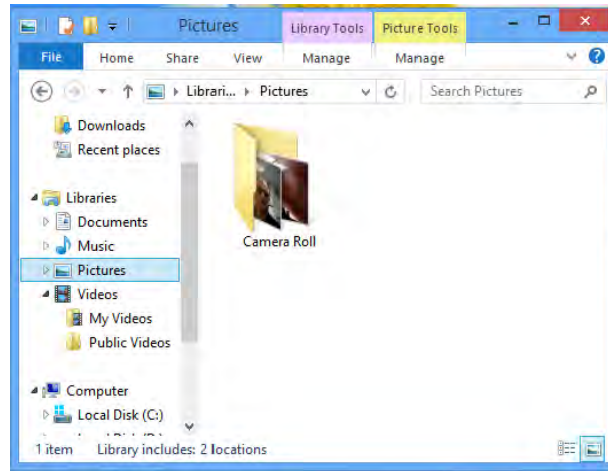 Pictures
Library Tools
Picture Tools
File
Home
Share
View
Manage
Manage
Librari...
Pictures
Search Pictures
Downloads
Recent places
Libraries
Documents
Music
Pictures
Videos
My Videos
Public Videos
Computer
Local Disk (C:)
Camera Roll
1 item
Library includes: 2 locations